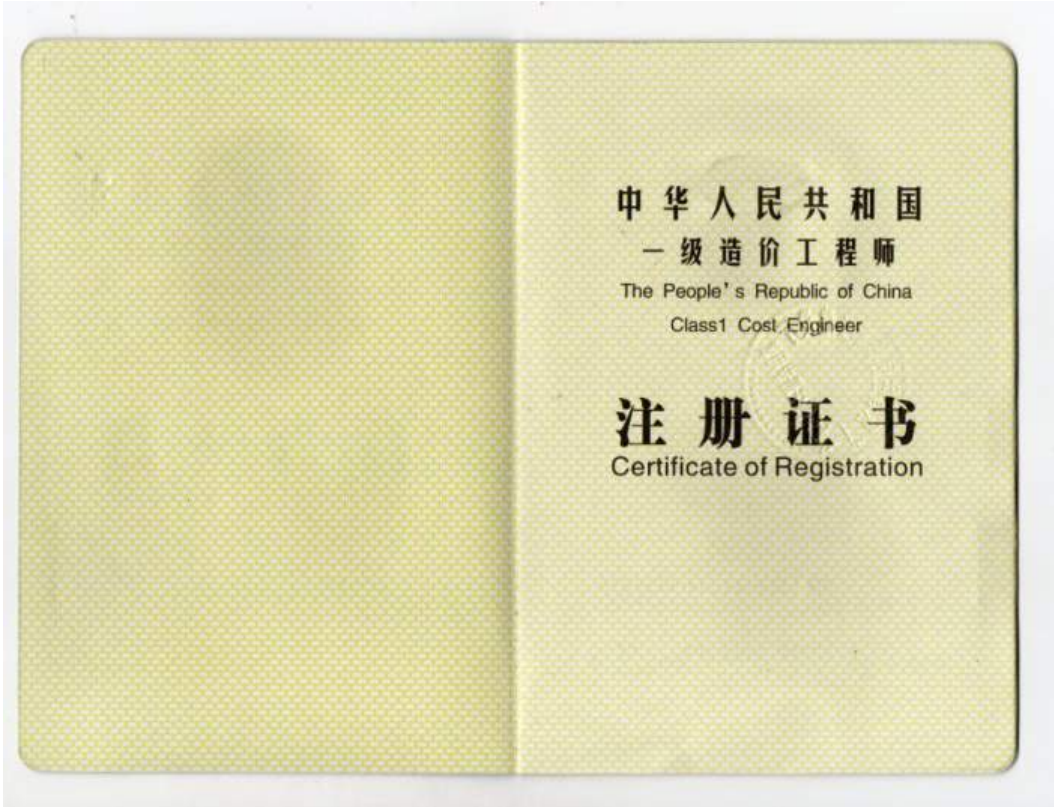 中华人民共和国
一级造价工程师
The People's Republic of China
Class1 Cost Engineer
注册证书
Certificate of Registration